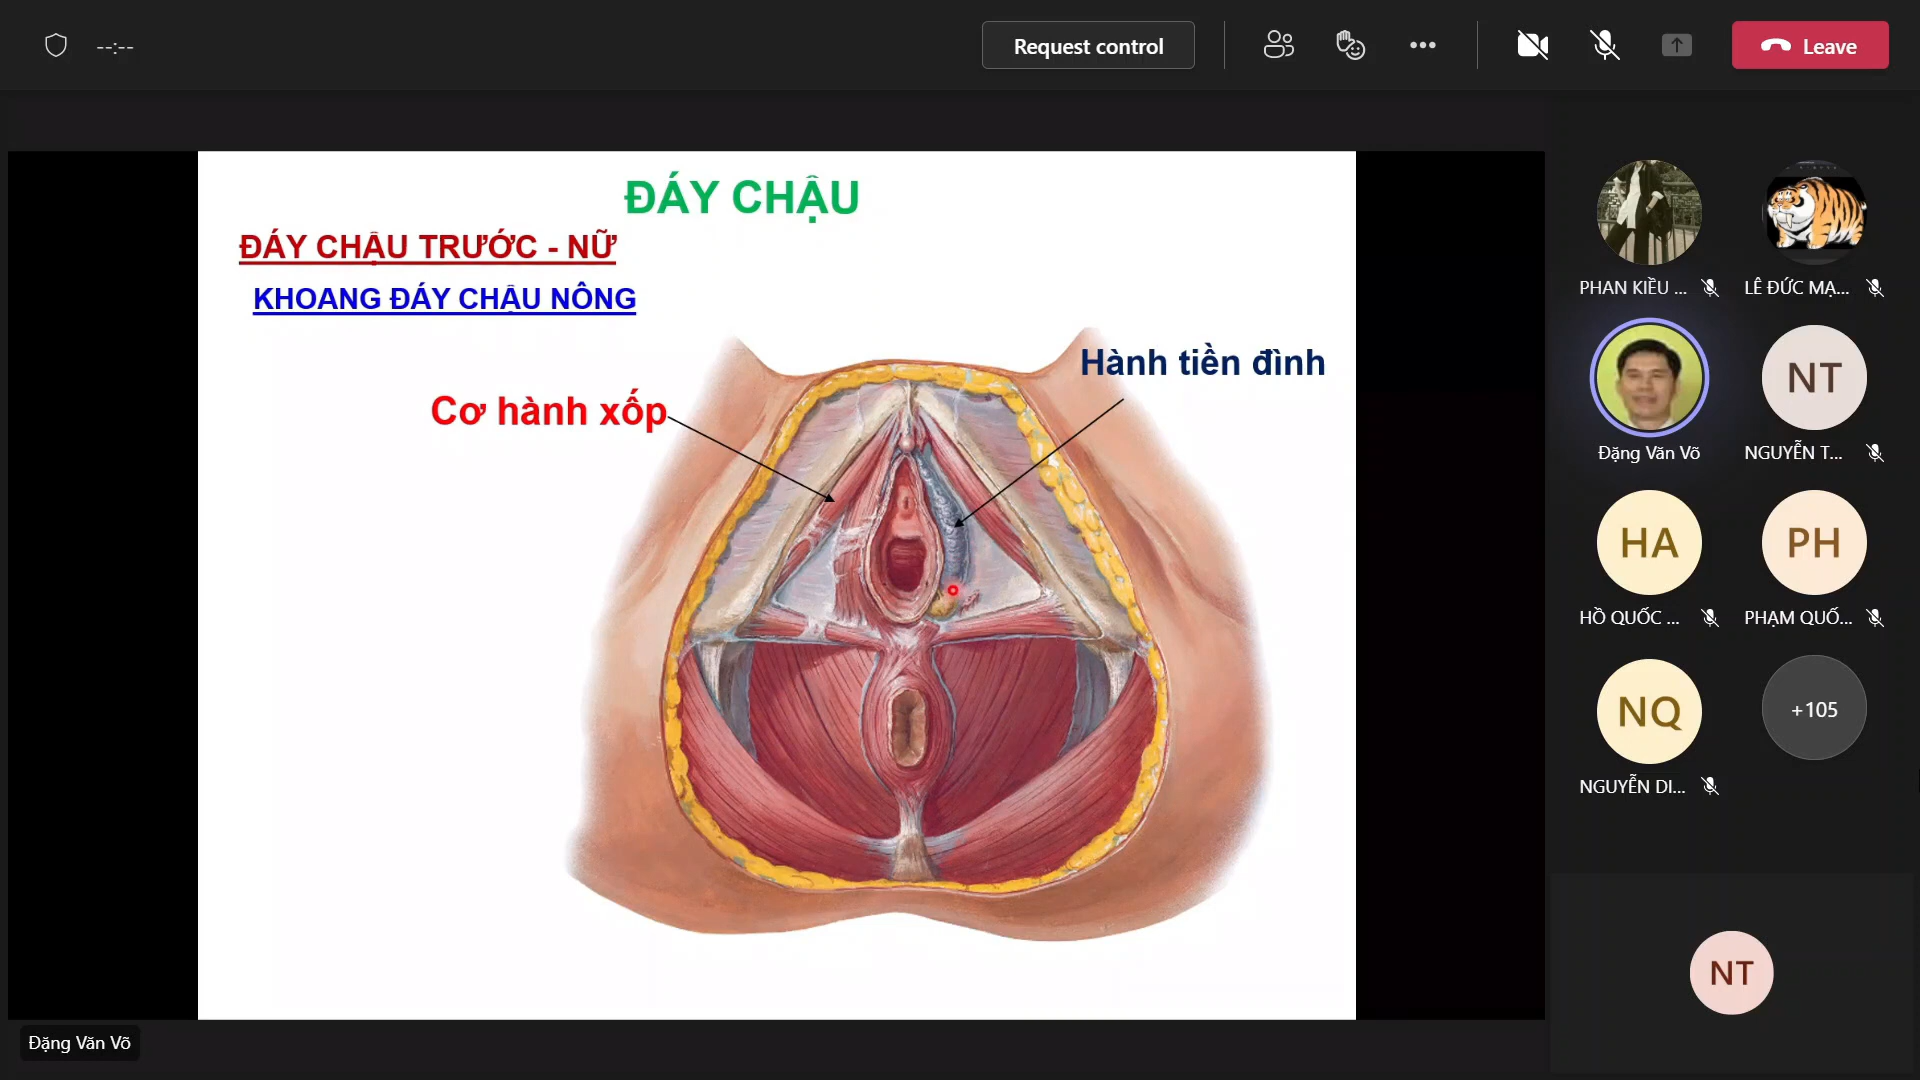 --:--
Request control
Leave
ĐÁY CHẬU
ĐÁY CHẬU TRƯỚC - NỮ
KHOANG ĐÁY CHẬU NÔNG
Hành tiền đình
Cơ hành xốp
PHAN KIỀU ...
LÊ ĐỨC MẠ...
NT
Đặng Văn Võ
NGUYỄN T...
HA
PH
HỒ QUỐC ...
PHẠM QUỐ...
NQ
+105
NGUYỄN DI...
NT
Đặng Văn Võ